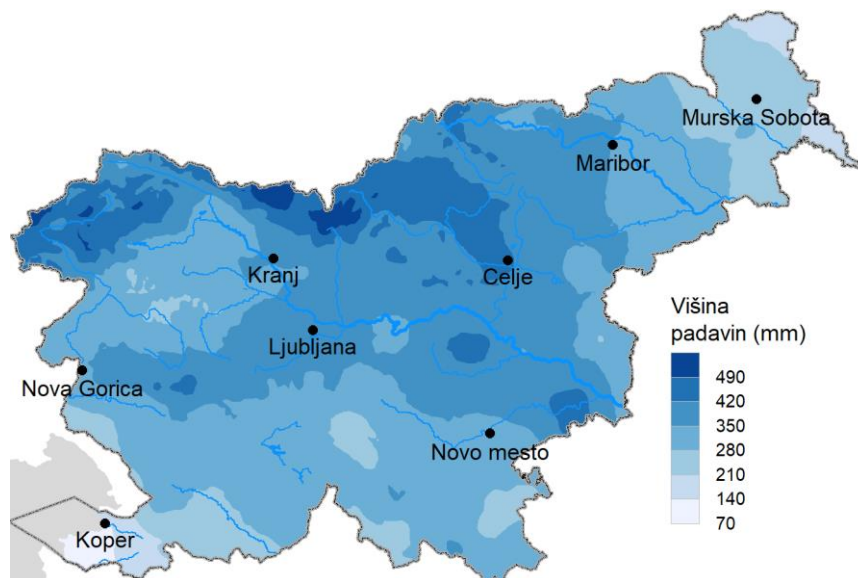 Murska Sobota
Maribor
Kranj
Celje
Višina
padavin (mm)
Ljubljana
Nova Gorica
490
420
350
280
210
140
70
Novo mesto
Koper